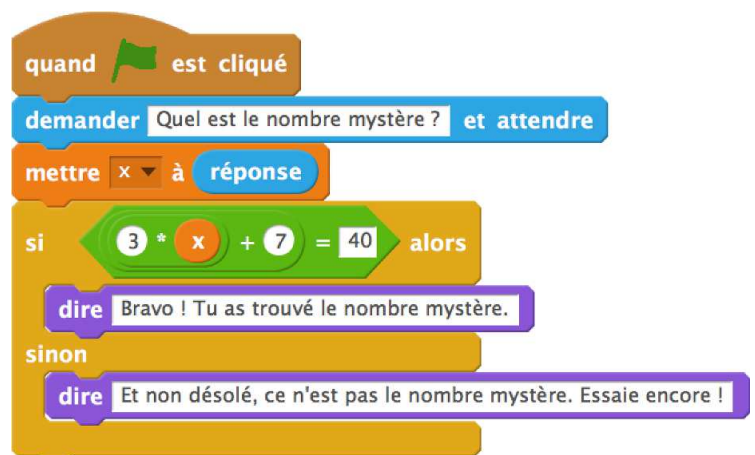 quand est cliqué
demander Quel est le nombre mystère ? et attendre
mettre x à réponse
si 3 * x + 7 = 40 alors
dire Bravo ! Tu as trouvé le nombre mystère.
sinon
dire Et non désolé, ce n'est pas le nombre mystère. Essaie encore !